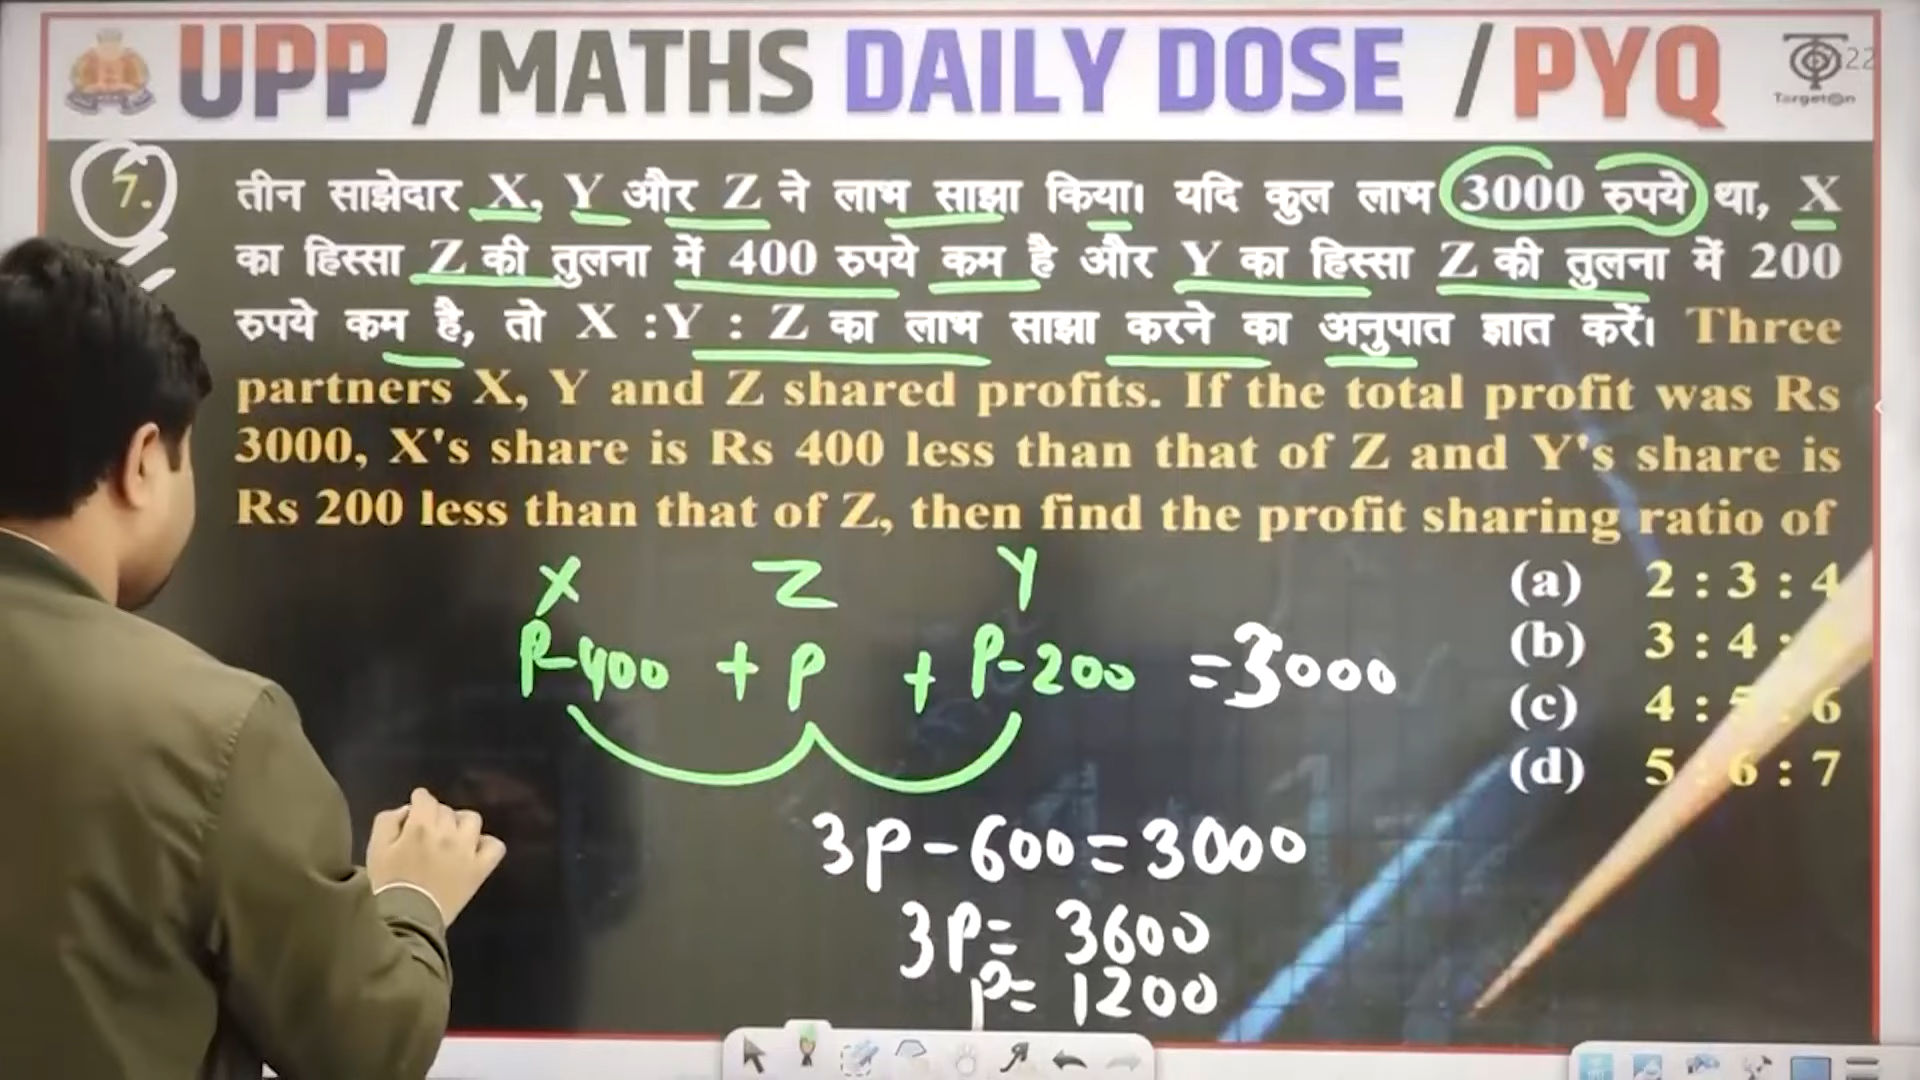 UPP / MATHS DAILY DOSE / PYQ
22
Target@n
7. तीन साझेदार X, Y और Z ने लाभ साझा किया। यदि कुल लाभ 3000 रुपये था, X
का हिस्सा Z की तुलना में 400 रुपये कम है और Y का हिस्सा Z की तुलना में 200
रुपये कम है, तो X :Y : Z का लाभ साझा करने का अनुपात ज्ञात करें। Three
partners X, Y and Z shared profits. If the total profit was Rs
3000, X's share is Rs 400 less than that of Z and Y's share is
Rs 200 less than that of Z, then find the profit sharing ratio of
X Z Y
P-400 + P + P-200 = 3000
(a) 2 : 3 : 4
(b) 3 : 4 :
(c) 4 : 5 : 6
(d) 5 : 6 : 7
3P-600=3000
3P= 3600
P= 1200